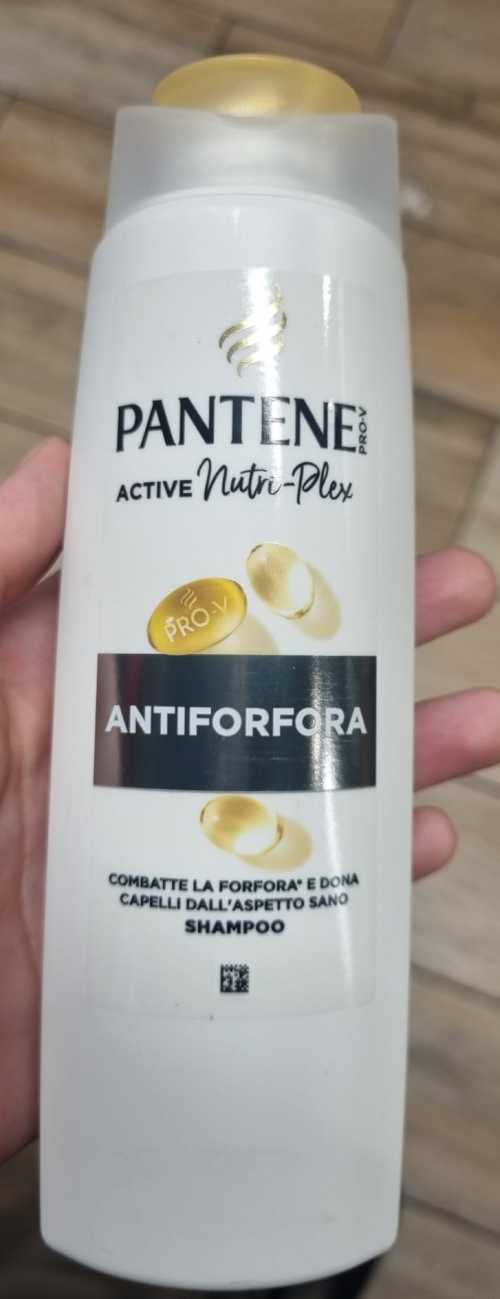 PANTENE PRO-V
ACTIVE Nutri-Plex
PRO-V
ANTIFORFORA
COMBATTE LA FORFORA* E DONA
CAPELLI DALL'ASPETTO SANO
SHAMPOO